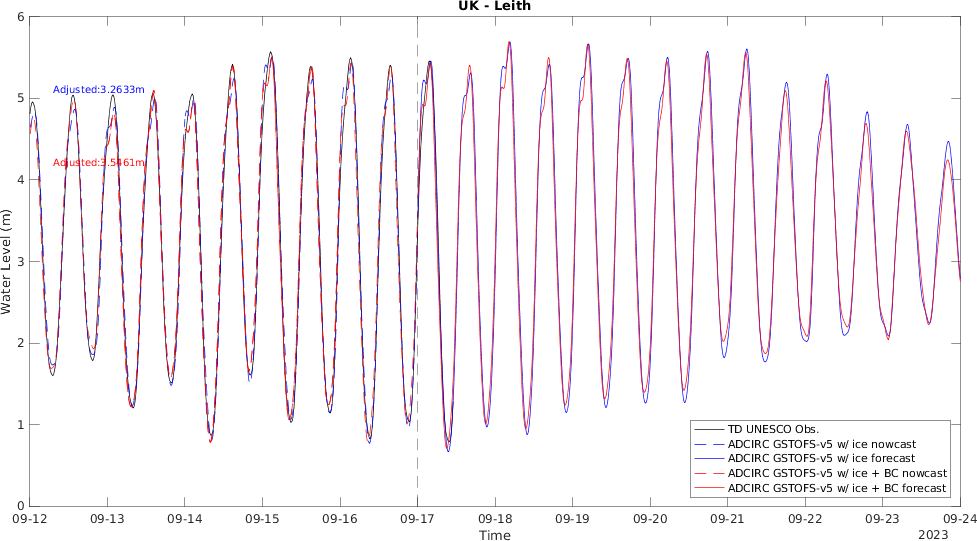 UK - Leith
6
5
4
3
2
1
0
Water Level (m)
Adjusted:3.2633m
Adjusted:3.5461m
TD UNESCO Obs.
ADCIRC GSTOFS-v5 w/ ice nowcast
ADCIRC GSTOFS-v5 w/ ice forecast
ADCIRC GSTOFS-v5 w/ ice + BC nowcast
ADCIRC GSTOFS-v5 w/ ice + BC forecast
09-12 09-13 09-14 09-15 09-16 09-17 09-18 09-19 09-20 09-21 09-22 09-23 09-24
Time
2023